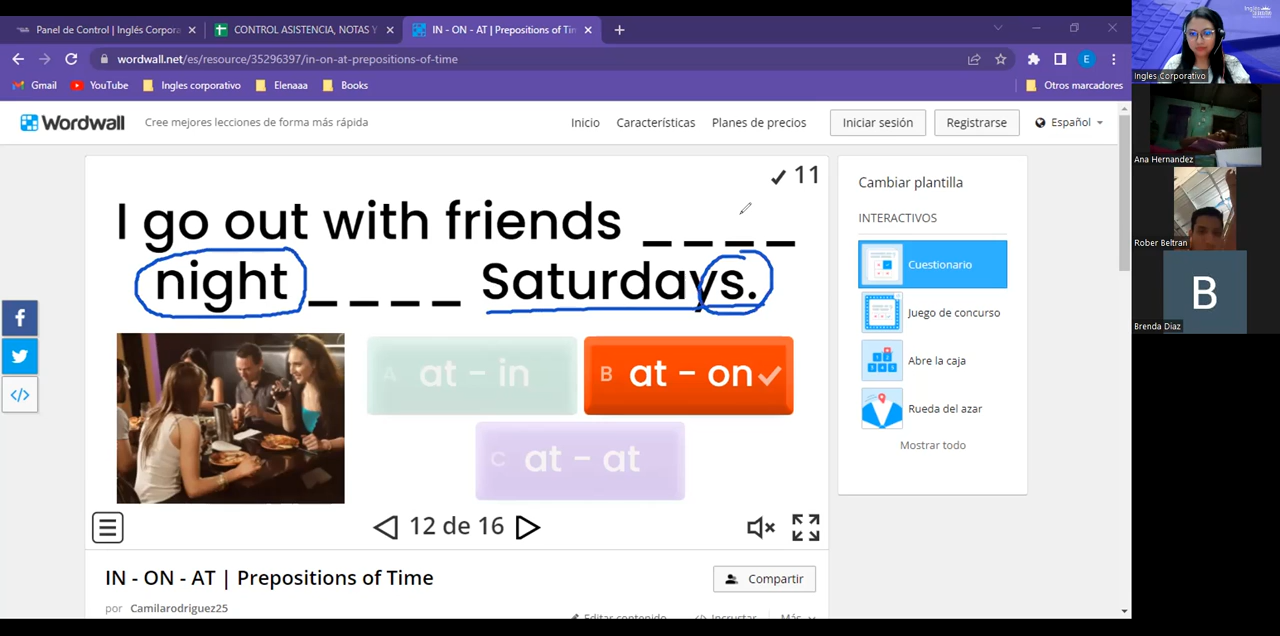 Panel de Control | Inglés Corpora
CONTROL ASISTENCIA, NOTAS Y
IN - ON - AT | Prepositions of Tim
wordwall.net/es/resource/35296397/in-on-at-prepositions-of-time
E
Gmail
YouTube
Ingles corporativo
Elenaaa
Books
Otros marcadores
Wordwall
Cree mejores lecciones de forma más rápida
Inicio
Características
Planes de precios
Iniciar sesión
Registrarse
Español
11
I go out with friends _ _ _ _
night _ _ _ _ Saturdays.
A at - in
B at - on
C at - at
12 de 16
IN - ON - AT | Prepositions of Time
Compartir
por Camilarodriguez25
Editar contenido
Incrustar
Más
Cambiar plantilla
INTERACTIVOS
Cuestionario
Juego de concurso
Abre la caja
Rueda del azar
Mostrar todo
Ingles Corporativo
Ana Hernandez
Rober Beltran
B
Brenda Diaz